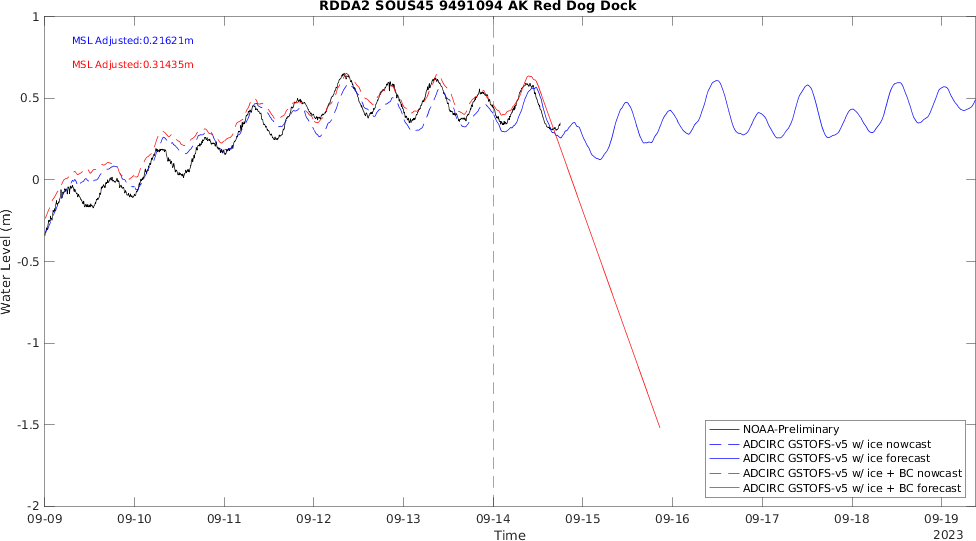 RDDA2 SOUS45 9491094 AK Red Dog Dock
MSL Adjusted:0.21621m
MSL Adjusted:0.31435m
1
0.5
0
-0.5
-1
-1.5
-2
Water Level (m)
09-09 09-10 09-11 09-12 09-13 09-14 09-15 09-16 09-17 09-18 09-19
2023
Time
NOAA-Preliminary
ADCIRC GSTOFS-v5 w/ ice nowcast
ADCIRC GSTOFS-v5 w/ ice forecast
ADCIRC GSTOFS-v5 w/ ice + BC nowcast
ADCIRC GSTOFS-v5 w/ ice + BC forecast